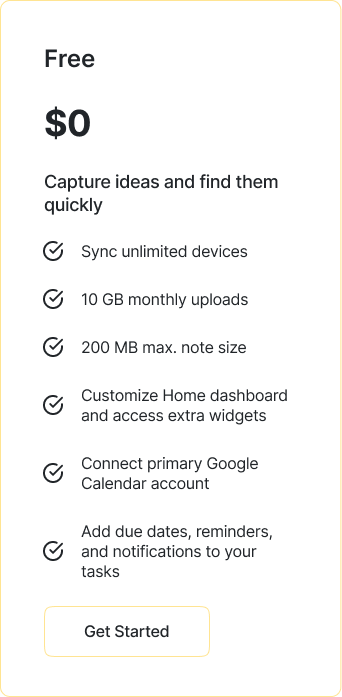 Free
$0
Capture ideas and find them
quickly
Sync unlimited devices
10 GB monthly uploads
200 MB max. note size
Customize Home dashboard
and access extra widgets
Connect primary Google
Calendar account
Add due dates, reminders,
and notifications to your
tasks
Get Started